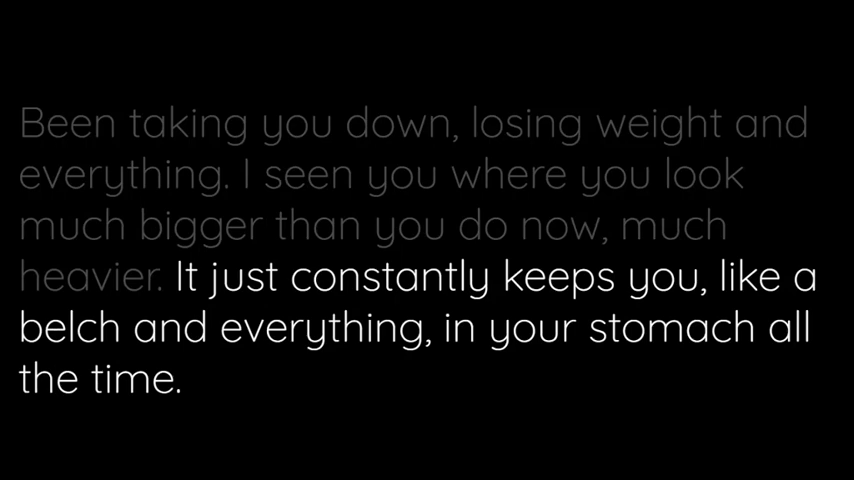 Been taking you down, losing weight and
everything. I seen you where you look
much bigger than you do now, much
heavier. It just constantly keeps you, like a
belch and everything, in your stomach all
the time.